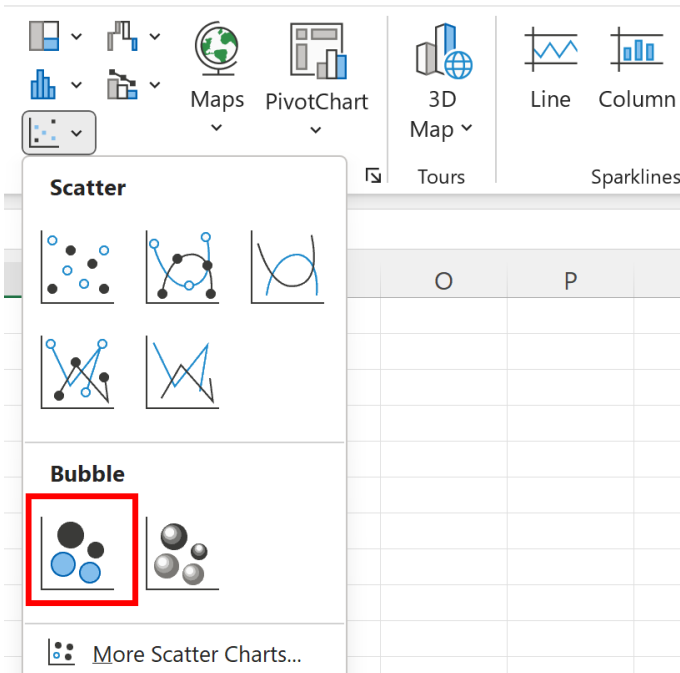 Maps
PivotChart
3D
Map
Line
Column
Tours
Sparklines
Scatter
O
P
Bubble
More Scatter Charts...